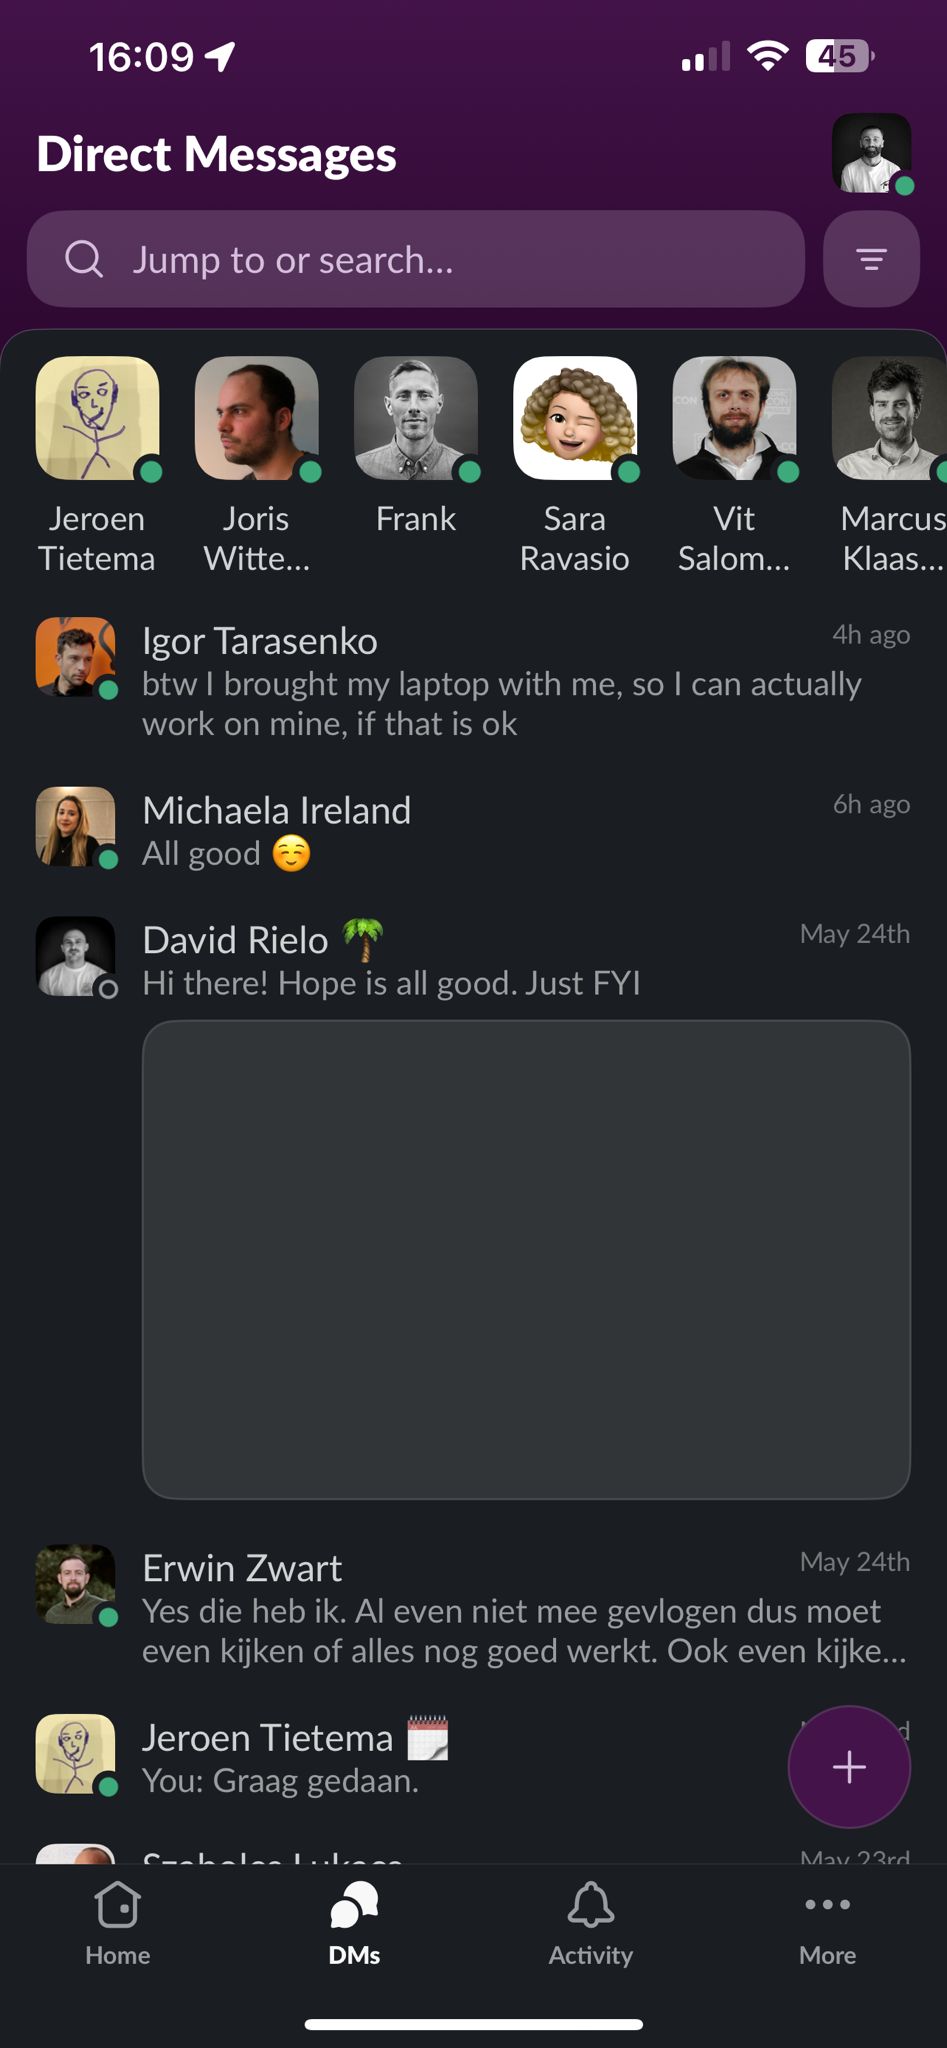 16:09
45
Direct Messages
Jump to or search...
Jeroen
Tietema
Joris
Witte...
Frank
Sara
Ravasio
Vit
Salom...
Marcus
Klaas...
Igor Tarasenko
4h ago
btw I brought my laptop with me, so I can actually
work on mine, if that is ok
Michaela Ireland
6h ago
All good ☺️
David Rielo 🌴
May 24th
Hi there! Hope is all good. Just FYI
Erwin Zwart
May 24th
Yes die heb ik. Al even niet mee gevlogen dus moet
even kijken of alles nog goed werkt. Ook even kijke...
Jeroen Tietema 🗓️
You: Graag gedaan.
May 23rd
Home
DMs
Activity
More